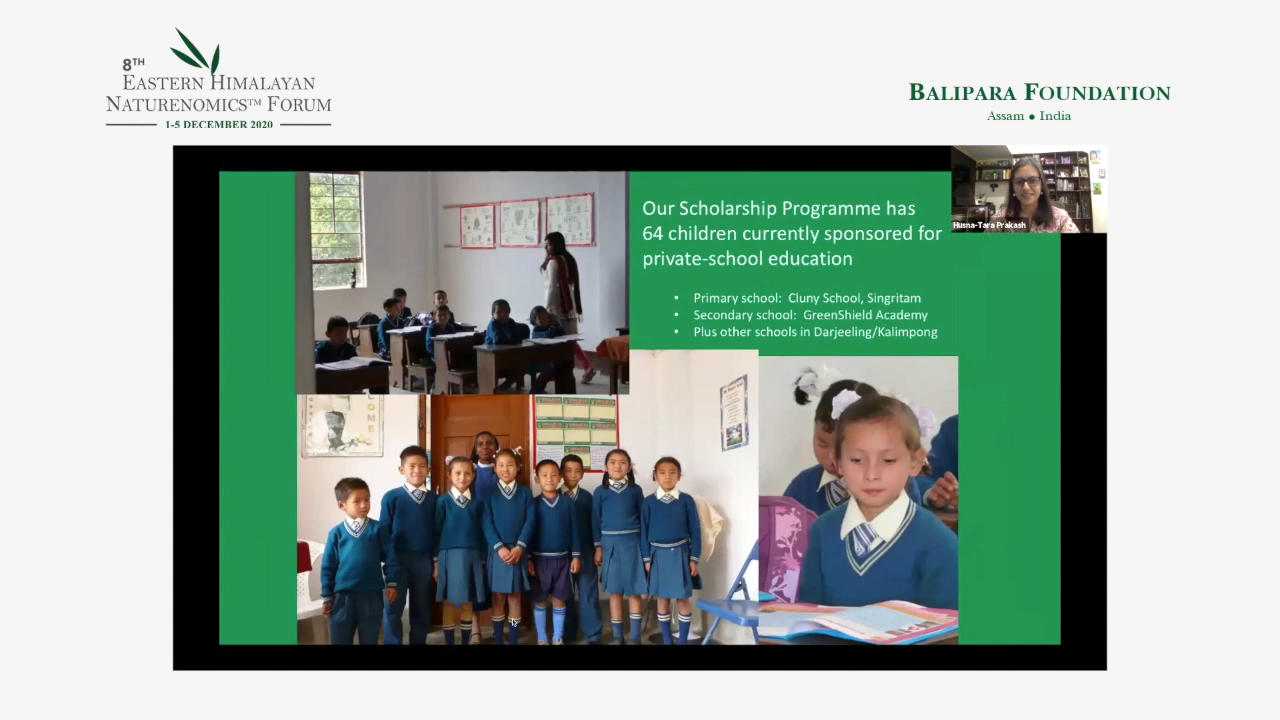 8TH
EASTERN HIMALAYAN
NATURENOMICS™ FORUM
1-5 DECEMBER 2020
BALIPARA FOUNDATION
Assam ● India
Husna-Tara Prakash
Our Scholarship Programme has
64 children currently sponsored for
private-school education
• Primary school: Cluny School, Singritam
• Secondary school: GreenShield Academy
• Plus other schools in Darjeeling/Kalimpong